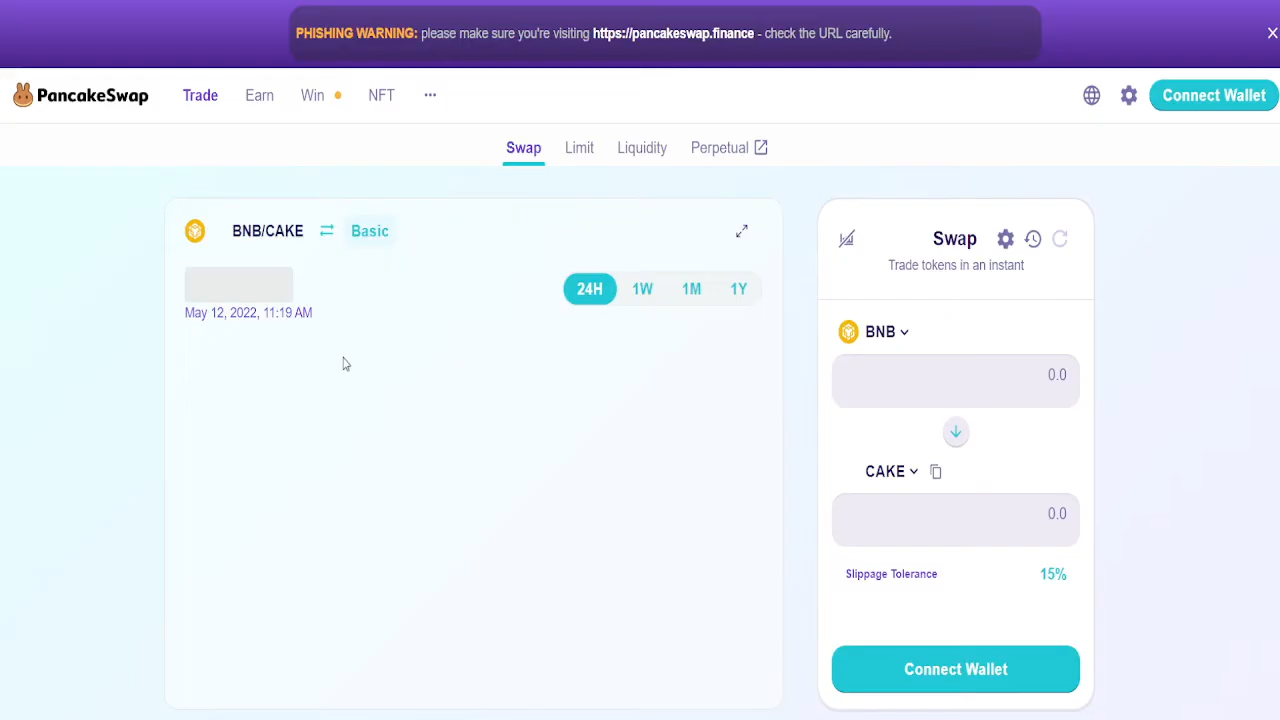 PHISHING WARNING: please make sure you're visiting https://pancakeswap.finance - check the URL carefully.
PancakeSwap Trade Earn Win NFT ... Connect Wallet
Swap Limit Liquidity Perpetual
BNB/CAKE Basic
24H 1W 1M 1Y
May 12, 2022, 11:19 AM
Swap
Trade tokens in an instant
BNB
0.0
CAKE
0.0
Slippage Tolerance 15%
Connect Wallet